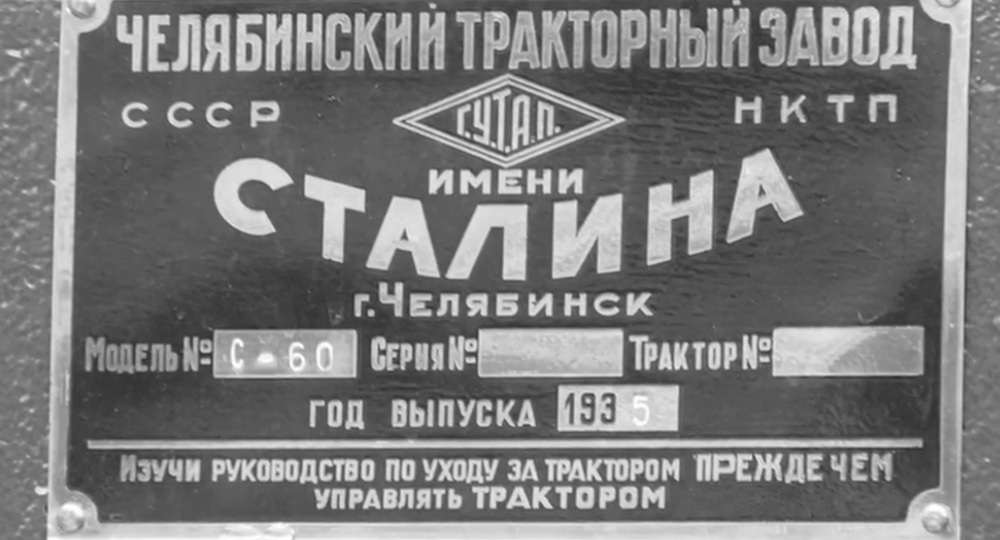 ЧЕЛЯБИНСКИЙ ТРАКТОРНЫЙ ЗАВОД
СССР Г.У.Т.А.П. НКТП
ИМЕНИ
СТАЛИНА
г. ЧЕЛЯБИНСК
МОДЕЛЬ № С-60 СЕРИЯ № ТРАКТОР №
ГОД ВЫПУСКА 1935
ИЗУЧИ РУКОВОДСТВО ПО УХОДУ ЗА ТРАКТОРОМ ПРЕЖДЕ ЧЕМ
УПРАВЛЯТЬ ТРАКТОРОМ